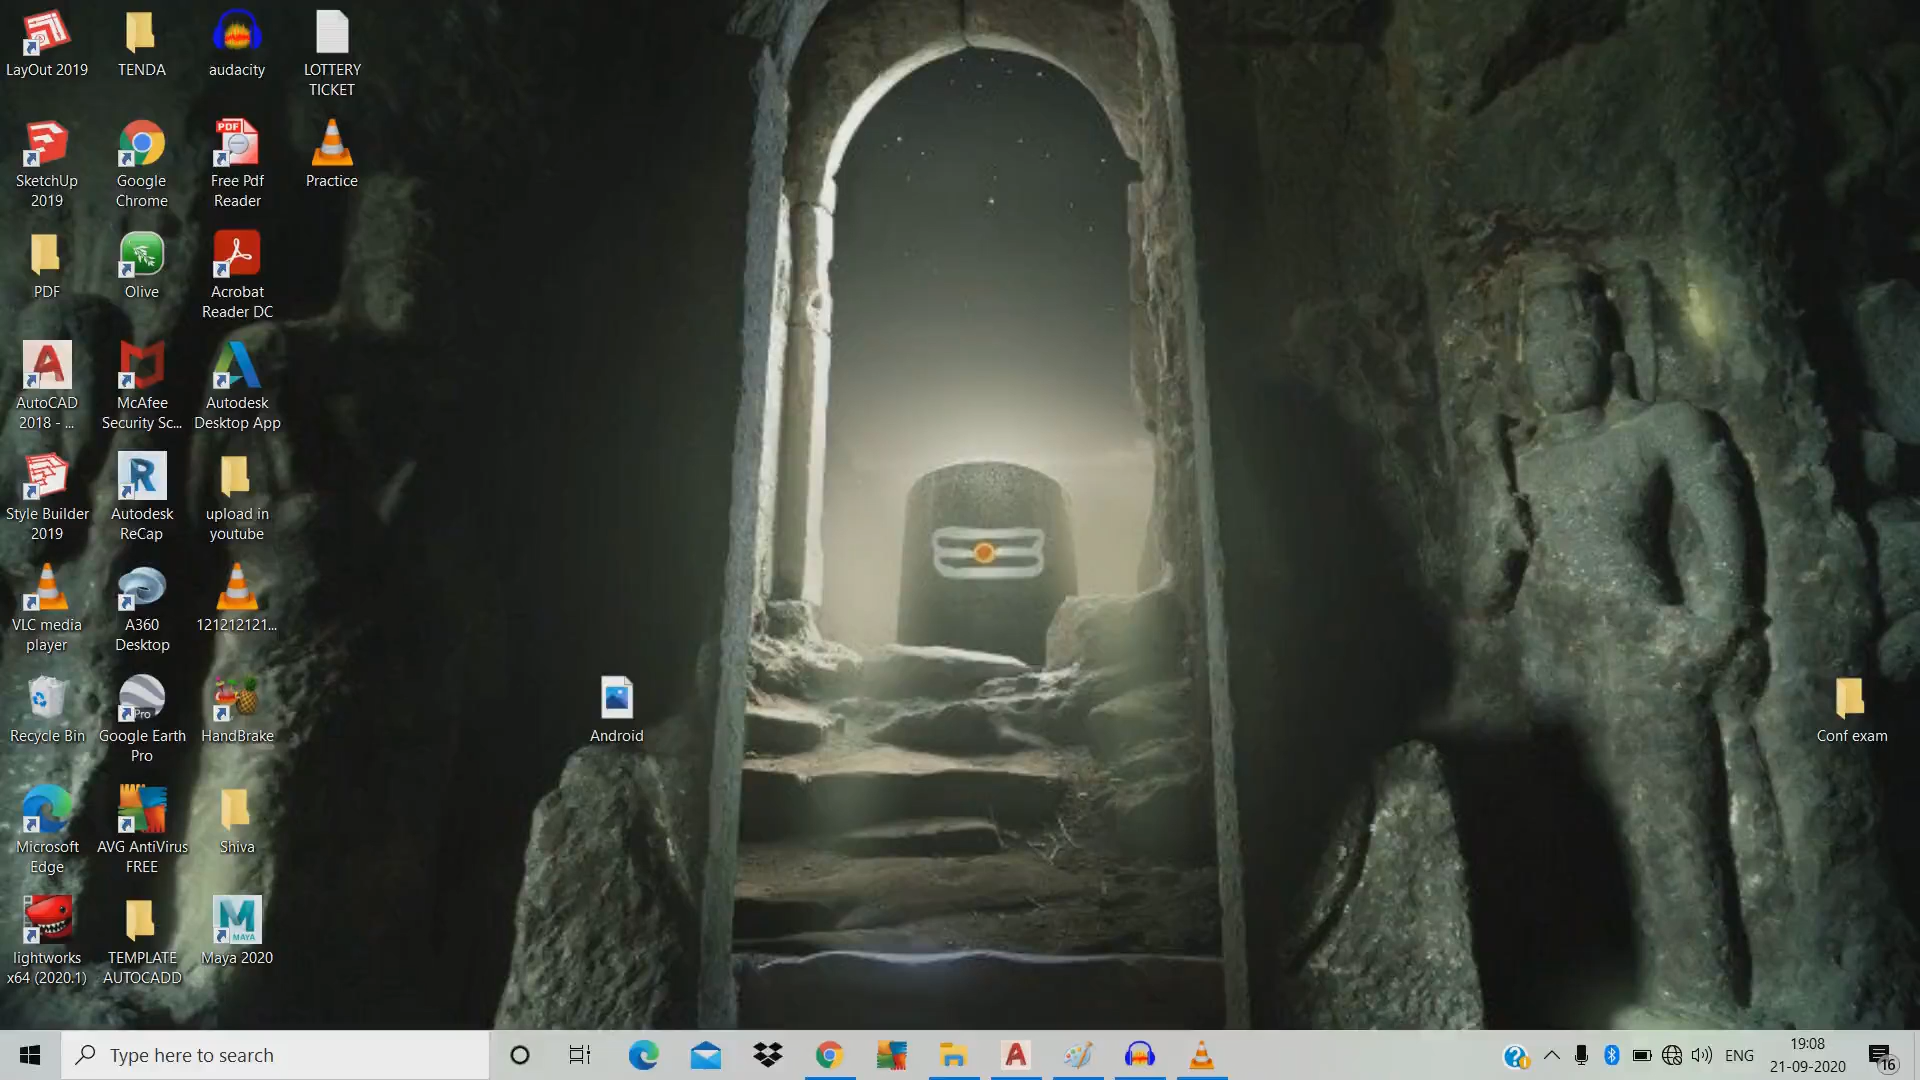 LayOut 2019
TENDA
audacity
LOTTERY
TICKET
SketchUp
2019
Google
Chrome
PDF
Free Pdf
Reader
Practice
PDF
Olive
Acrobat
Reader DC
AutoCAD
2018 - ...
McAfee
Security Sc...
Autodesk
Desktop App
Style Builder
2019
Autodesk
ReCap
upload in
youtube
VLC media
player
A360
Desktop
121212121...
Recycle Bin
Pro
Google Earth
Pro
HandBrake
Android
Conf exam
Microsoft
Edge
AVG AntiVirus
FREE
Shiva
lightworks
x64 (2020.1)
TEMPLATE
AUTOCADD
MAYA
Maya 2020
Type here to search
ENG
19:08
21-09-2020
16